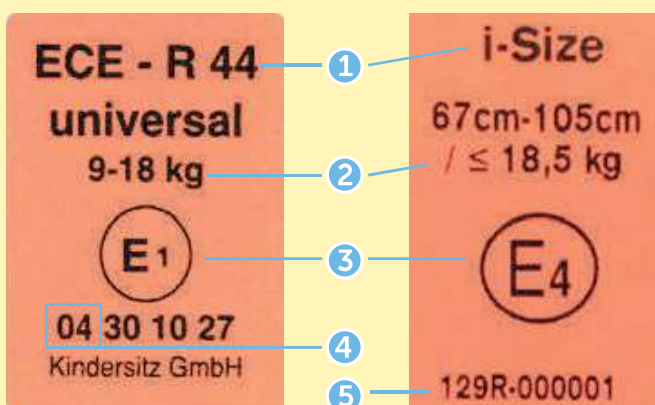 ECE - R 44
universal
9-18 kg
E 1
04 30 10 27
Kindersitz GmbH
1
2
3
4
5
i-Size
67cm-105cm
/ ≤ 18,5 kg
E4
129R-000001